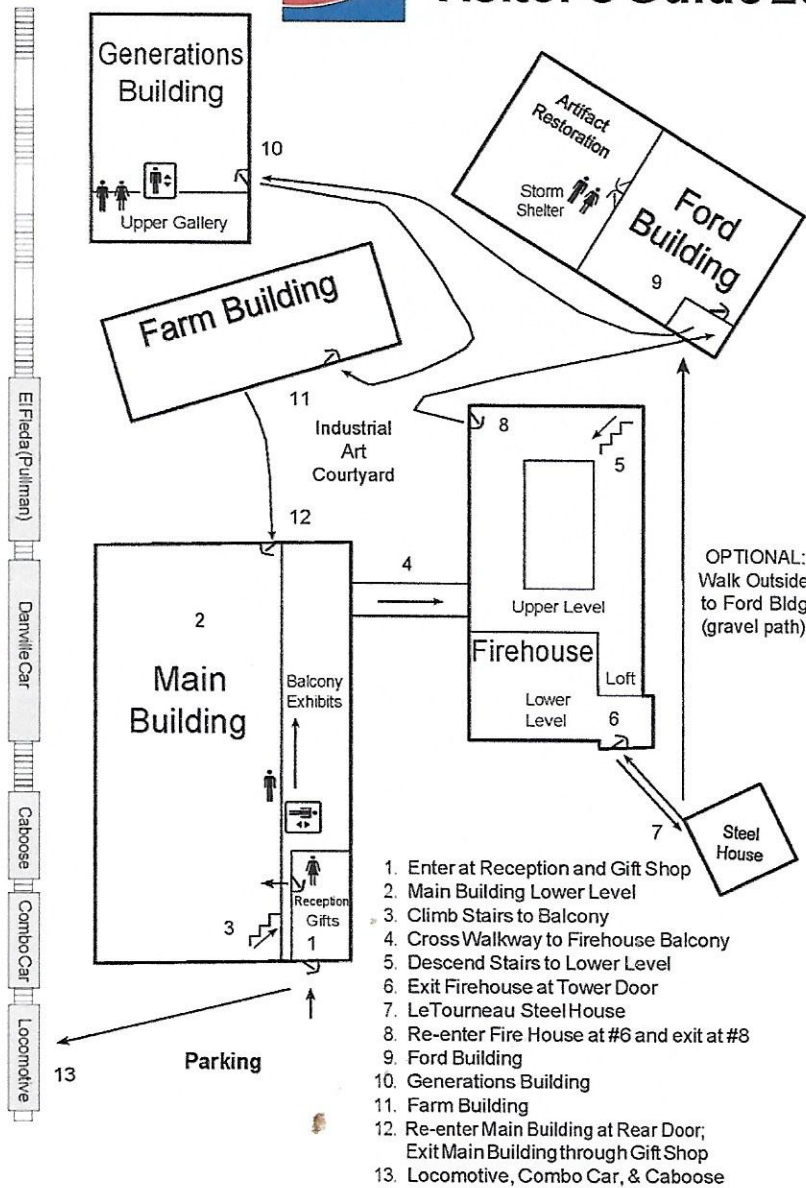 Generations
Building
10
Upper Gallery
Artifact
Restoration
Storm
Shelter
Ford
Building
9
Farm Building
11
Industrial
Art
Courtyard
8
5
12
4
OPTIONAL:
Walk Outside
to Ford Bldg
(gravel path)
Upper Level
Firehouse
Loft
Lower
Level
6
2
Main
Building
Balcony
Exhibits
7
Steel
House
Reception
Gifts
3
1
Parking
13
El Fleda (Pullman)
Danville Car
Caboose
Combo Car
Locomotive
1. Enter at Reception and Gift Shop
2. Main Building Lower Level
3. Climb Stairs to Balcony
4. Cross Walkway to Firehouse Balcony
5. Descend Stairs to Lower Level
6. Exit Firehouse at Tower Door
7. LeTourneau Steel House
8. Re-enter Fire House at #6 and exit at #8
9. Ford Building
10. Generations Building
11. Farm Building
12. Re-enter Main Building at Rear Door;
Exit Main Building through Gift Shop
13. Locomotive, Combo Car, & Caboose